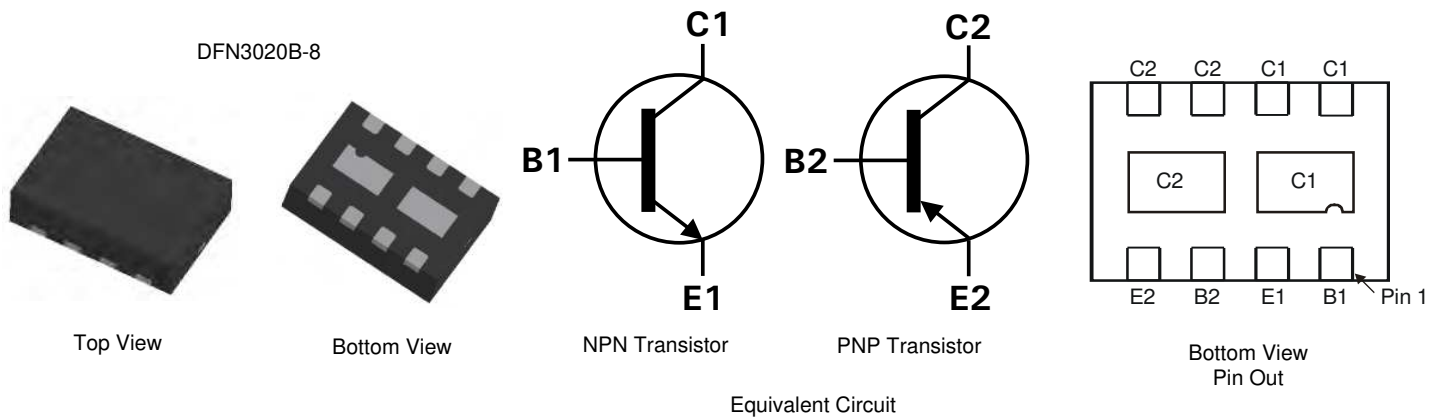 DFN3020B-8
Top View
Bottom View
C1
B1
E1
NPN Transistor
C2
B2
E2
PNP Transistor
Equivalent Circuit
C2 C2 C1 C1
C2 C1
E2 B2 E1 B1 Pin 1
Bottom View
Pin Out